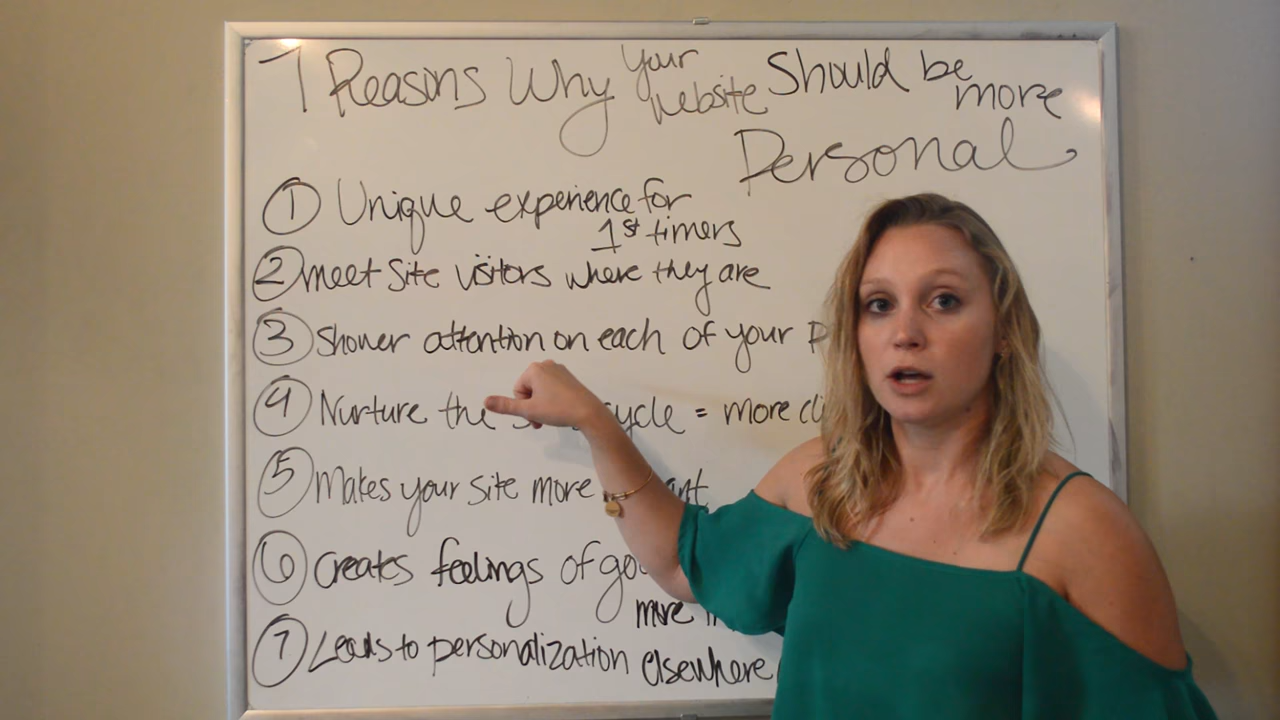 7 Reasons Why your website Should be more
Personal
① Unique experience for
1st timers
② meet site visitors where they are
③ Shower attention on each of your
④ Nurture the cycle = more
⑤ Makes your site more
⑥ Creates feelings of
more
⑦ Leads to personalization elsewhere